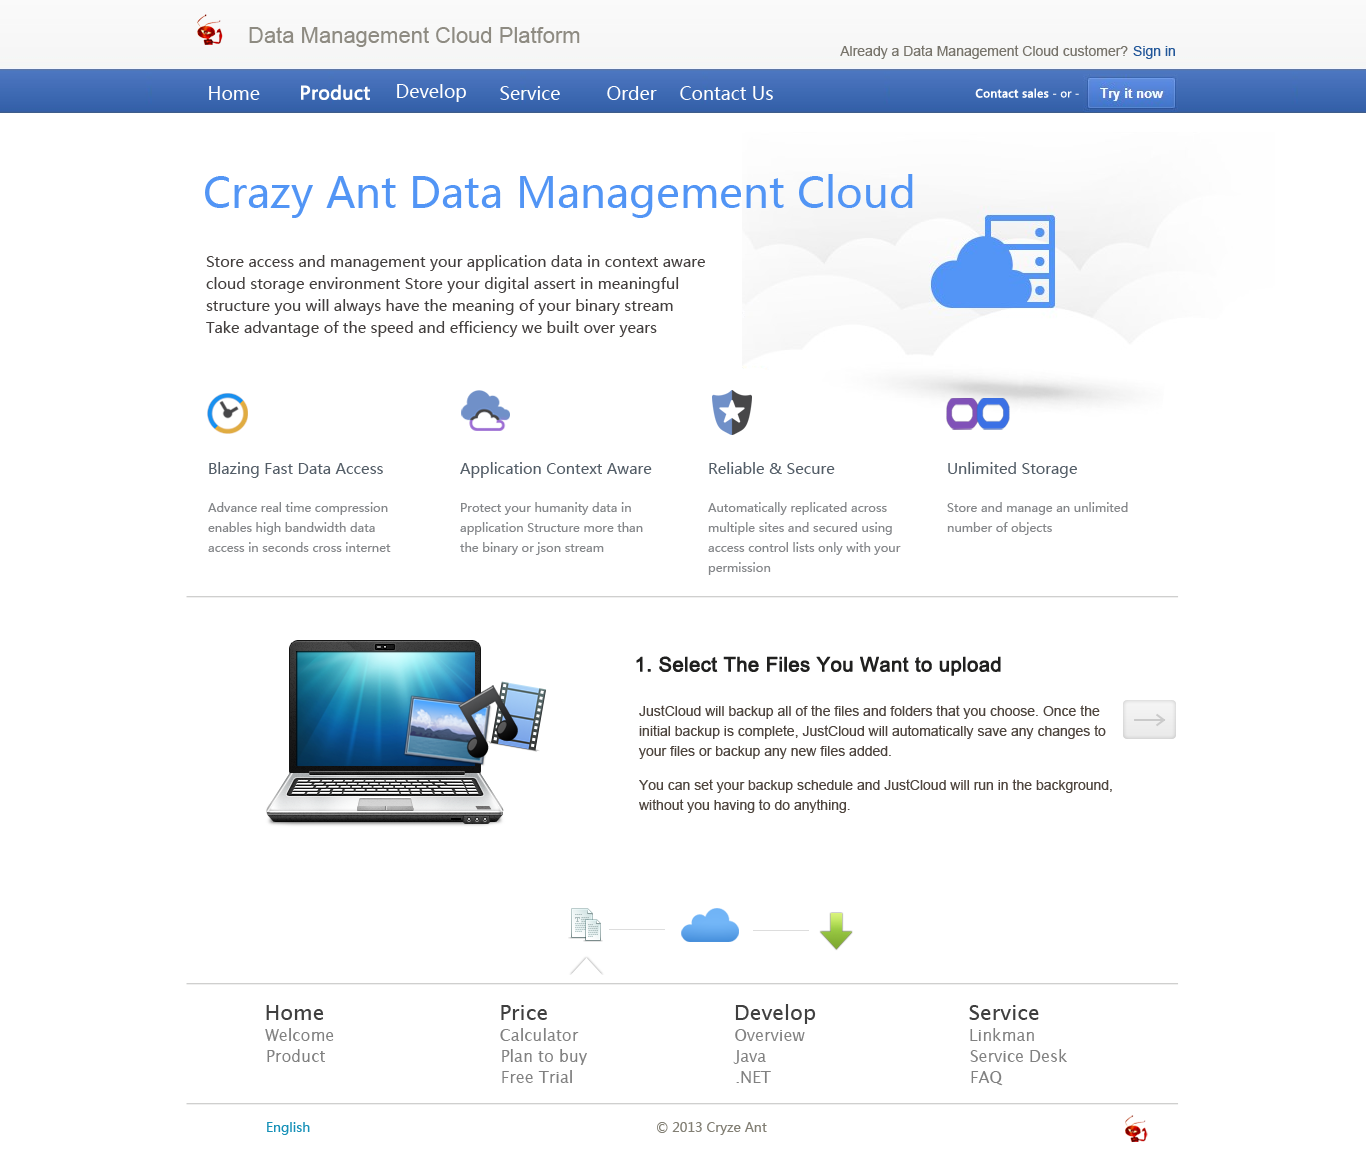 Data Management Cloud Platform
Already a Data Management Cloud customer? Sign in
Home Product Develop Service Order Contact Us Contact sales - or - Try it now
Crazy Ant Data Management Cloud
Store access and management your application data in context aware
cloud storage environment Store your digital assert in meaningful
structure you will always have the meaning of your binary stream
Take advantage of the speed and efficiency we built over years
Blazing Fast Data Access
Advance real time compression
enables high bandwidth data
access in seconds cross internet
Application Context Aware
Protect your humanity data in
application Structure more than
the binary or json stream
Reliable & Secure
Automatically replicated across
multiple sites and secured using
access control lists only with your
permission
Unlimited Storage
Store and manage an unlimited
number of objects
1. Select The Files You Want to upload
JustCloud will backup all of the files and folders that you choose. Once the
initial backup is complete, JustCloud will automatically save any changes to
your files or backup any new files added.
You can set your backup schedule and JustCloud will run in the background,
without you having to do anything.
Home
Welcome
Product
Price
Calculator
Plan to buy
Free Trial
Develop
Overview
Java
.NET
Service
Linkman
Service Desk
FAQ
English
© 2013 Cryze Ant